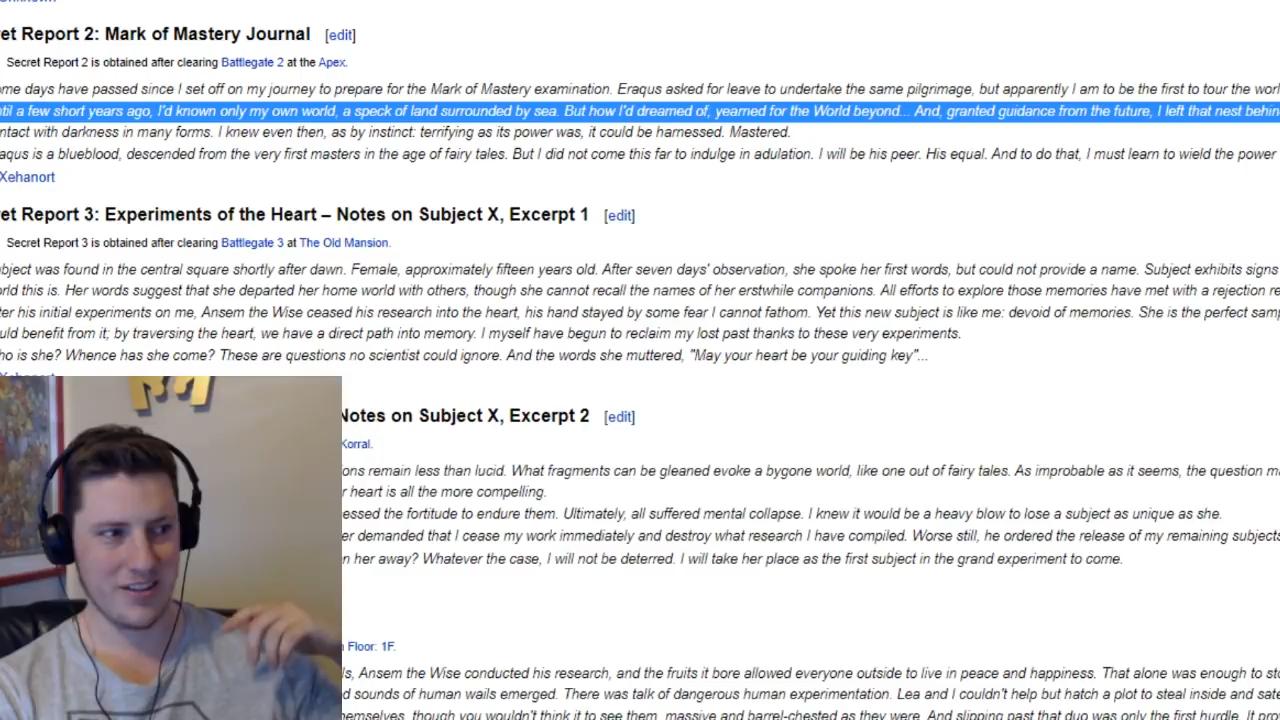 et Report 2: Mark of Mastery Journal [edit]
Secret Report 2 is obtained after clearing Battlegate 2 at the Apex.
ome days have passed since I set off on my journey to prepare for the Mark of Mastery examination. Eraqus asked for leave to undertake the same pilgrimage, but apparently I am to be the first to tour the worl
ntil a few short years ago, I'd known only my own world, a speck of land surrounded by sea. But how I'd dreamed of, yearned for the World beyond... And, granted guidance from the future, I left that nest behin
ntact with darkness in many forms. I knew even then, as by instinct: terrifying as its power was, it could be harnessed. Mastered.
aqus is a blueblood, descended from the very first masters in the age of fairy tales. But I did not come this far to indulge in adulation. I will be his peer. His equal. And to do that, I must learn to wield the power
Xehanort
et Report 3: Experiments of the Heart – Notes on Subject X, Excerpt 1 [edit]
Secret Report 3 is obtained after clearing Battlegate 3 at The Old Mansion.
bject was found in the central square shortly after dawn. Female, approximately fifteen years old. After seven days' observation, she spoke her first words, but could not provide a name. Subject exhibits signs
orld this is. Her words suggest that she departed her home world with others, though she cannot recall the names of her erstwhile companions. All efforts to explore those memories have met with a rejection re
ter his initial experiments on me, Ansem the Wise ceased his research into the heart, his hand stayed by some fear I cannot fathom. Yet this new subject is like me: devoid of memories. She is the perfect samp
uld benefit from it; by traversing the heart, we have a direct path into memory. I myself have begun to reclaim my lost past thanks to these very experiments.
ho is she? Whence has she come? These are questions no scientist could ignore. And the words she muttered, "May your heart be your guiding key"...
Notes on Subject X, Excerpt 2 [edit]
Korral.
ons remain less than lucid. What fragments can be gleaned evoke a bygone world, like one out of fairy tales. As improbable as it seems, the question ma
r heart is all the more compelling.
essed the fortitude to endure them. Ultimately, all suffered mental collapse. I knew it would be a heavy blow to lose a subject as unique as she.
er demanded that I cease my work immediately and destroy what research I have compiled. Worse still, he ordered the release of my remaining subjects
n her away? Whatever the case, I will not be deterred. I will take her place as the first subject in the grand experiment to come.
Floor: 1F.
ls, Ansem the Wise conducted his research, and the fruits it bore allowed everyone outside to live in peace and happiness. That alone was enough to sto
d sounds of human wails emerged. There was talk of dangerous human experimentation. Lea and I couldn't help but hatch a plot to steal inside and sate
hemselves, though you wouldn't think it to see them, massive and barrel-chested as they were. And slipping past that duo was only the first hurdle. It pro